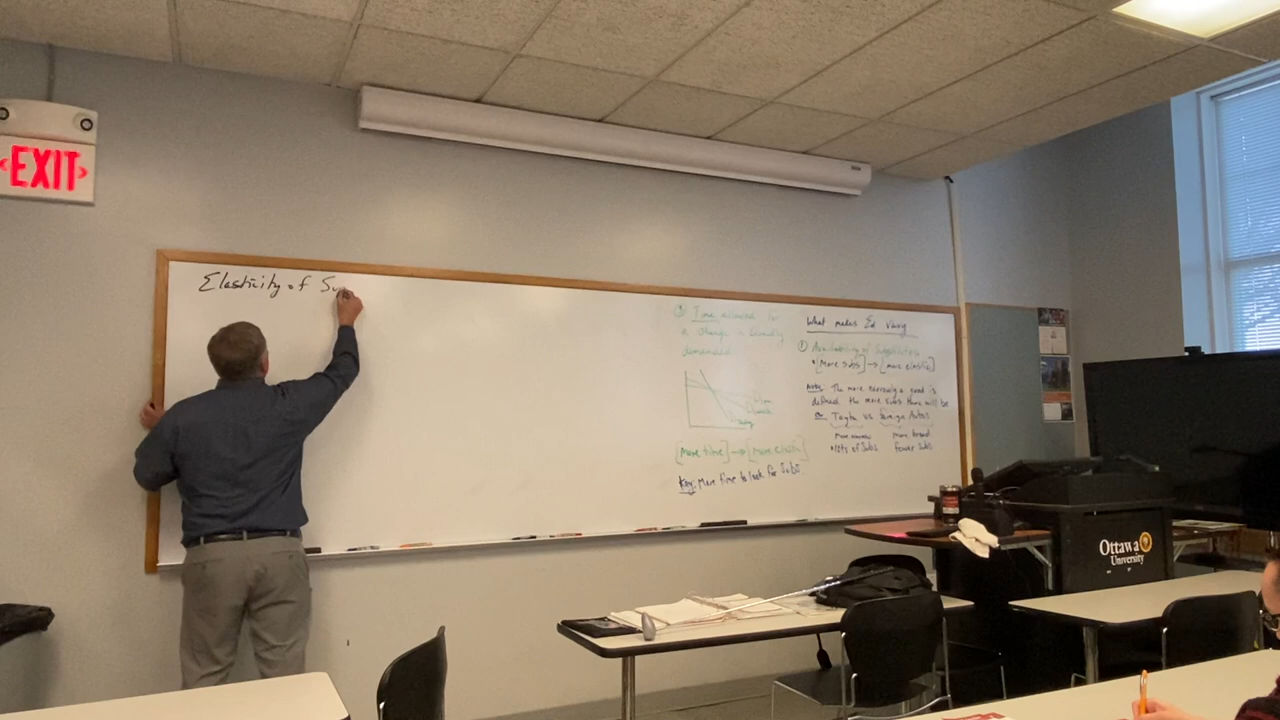 EXIT
Elasticity of Su
② Time allowed for
a change in quantity
demanded
[More time] → [more elastic]
Key: More time to look for subs
What makes Ed vary
① Availability of Substitutes
• [More subs] → [more elastic]
Note: The more narrowly a good is
defined the more subs there will be
Toyota vs foreign Autos
more narrow more broad
• lots of subs fewer subs
Ottawa
University